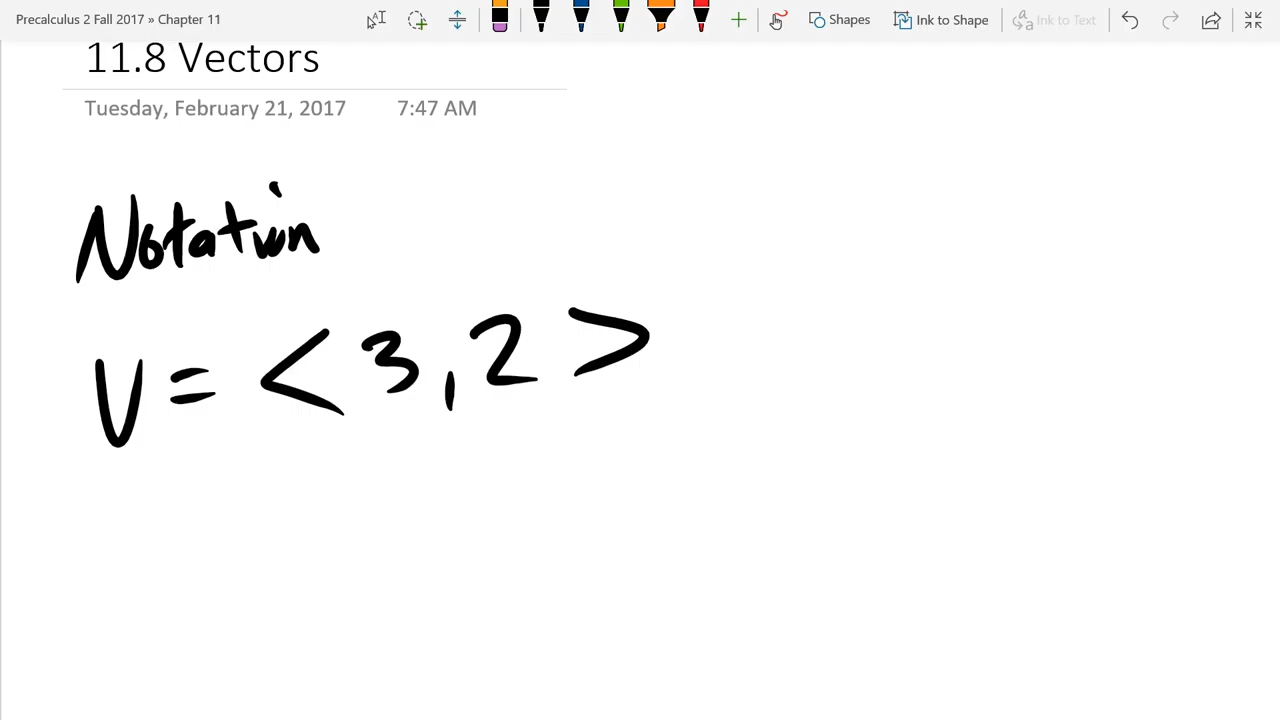 Precalculus 2 Fall 2017 » Chapter 11
Shapes
Ink to Shape
Ink to Text
11.8 Vectors
Tuesday, February 21, 2017 7:47 AM
Notation
V = < 3, 2 >